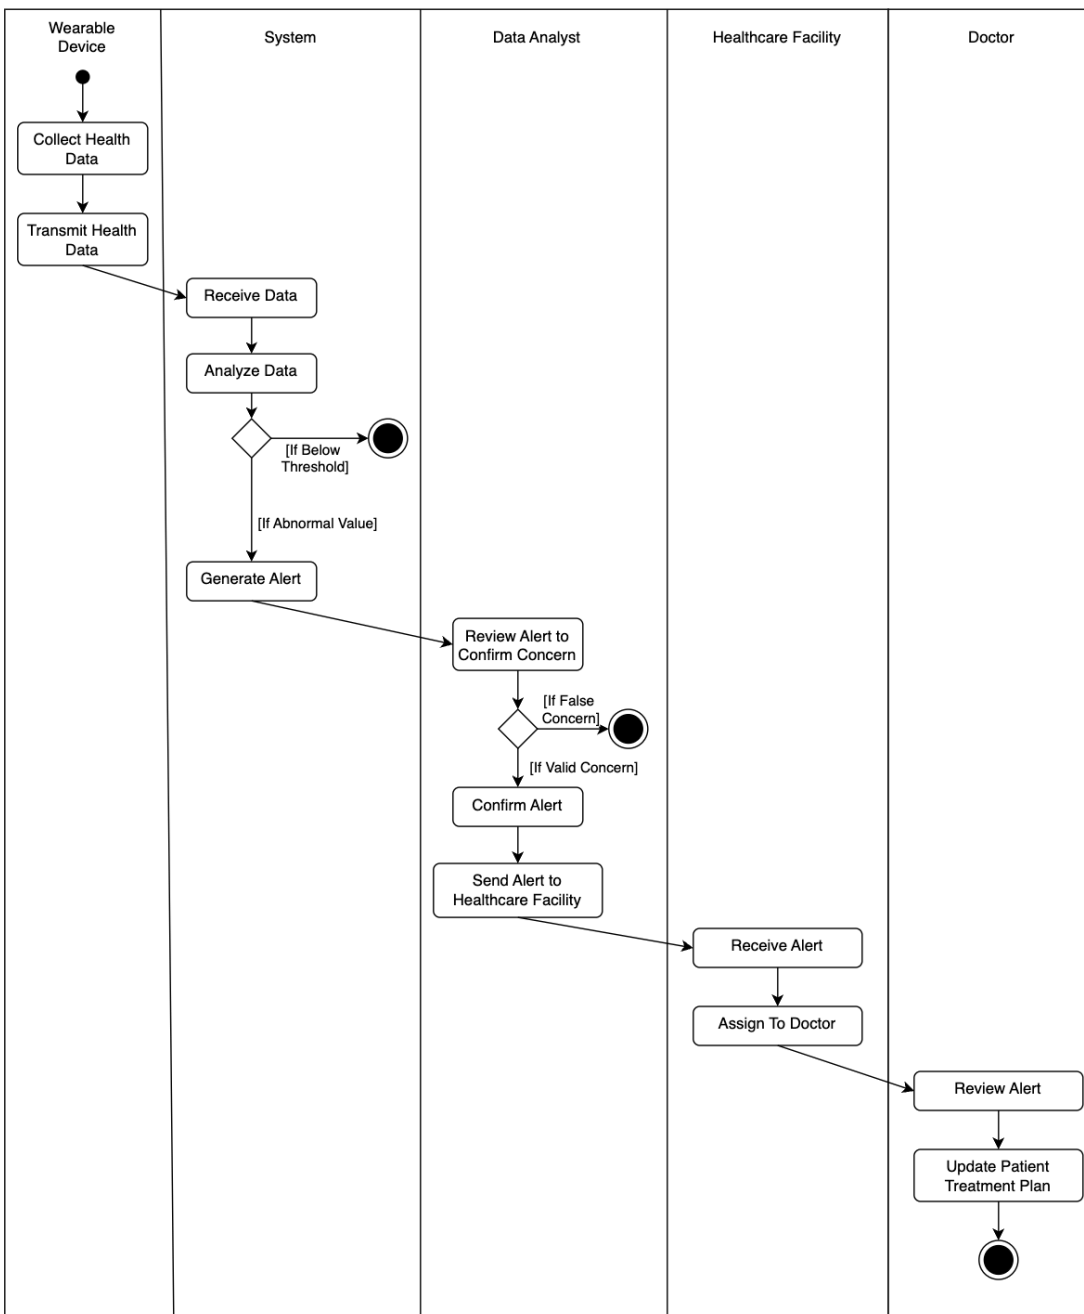 Wearable
Device
System
Data Analyst
Healthcare Facility
Doctor
Collect Health
Data
Transmit Health
Data
Receive Data
Analyze Data
[If Below
Threshold]
[If Abnormal Value]
Generate Alert
Review Alert to
Confirm Concern
[If False
Concern]
[If Valid Concern]
Confirm Alert
Send Alert to
Healthcare Facility
Receive Alert
Assign To Doctor
Review Alert
Update Patient
Treatment Plan